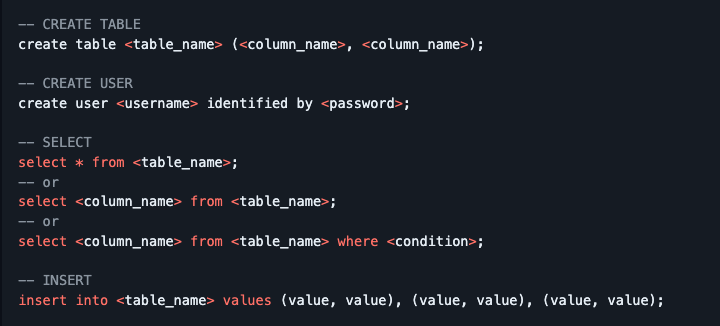 -- CREATE TABLE
create table <table_name> (<column_name>, <column_name>);
-- CREATE USER
create user <username> identified by <password>;
-- SELECT
select * from <table_name>;
-- or
select <column_name> from <table_name>;
-- or
select <column_name> from <table_name> where <condition>;
-- INSERT
insert into <table_name> values (value, value), (value, value), (value, value);